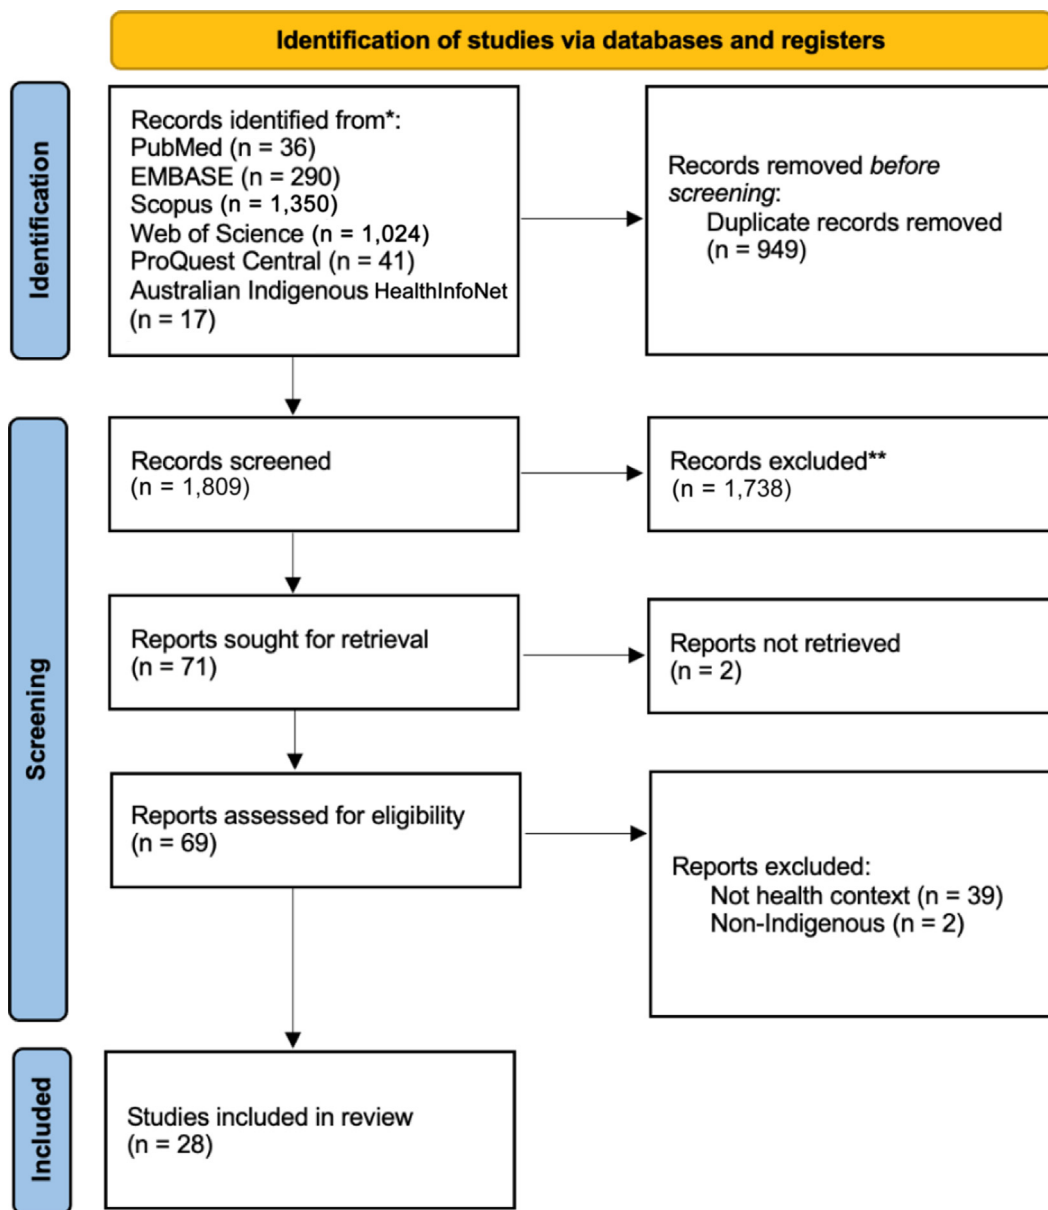 Identification of studies via databases and registers
Identification
Records identified from*:
PubMed (n = 36)
EMBASE (n = 290)
Scopus (n = 1,350)
Web of Science (n = 1,024)
ProQuest Central (n = 41)
Australian Indigenous HealthInfoNet
(n = 17)
Records removed before
screening:
Duplicate records removed
(n = 949)
Screening
Records screened
(n = 1,809)
Records excluded**
(n = 1,738)
Reports sought for retrieval
(n = 71)
Reports not retrieved
(n = 2)
Reports assessed for eligibility
(n = 69)
Reports excluded:
Not health context (n = 39)
Non-Indigenous (n = 2)
Included
Studies included in review
(n = 28)